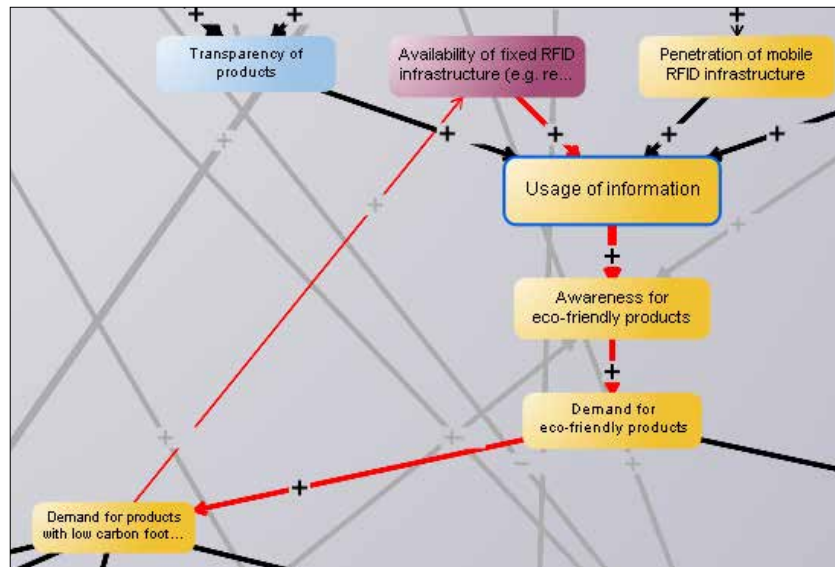 Transparency of
products
Availability of fixed RFID
infrastructure (e.g. re...
Penetration of mobile
RFID infrastructure
+
+
+
+
+
+
+
+
+
Usage of information
+
+
+
Awareness for
eco-friendly products
+
Demand for
eco-friendly products
+
+
−
+
+
Demand for products
with low carbon foot...